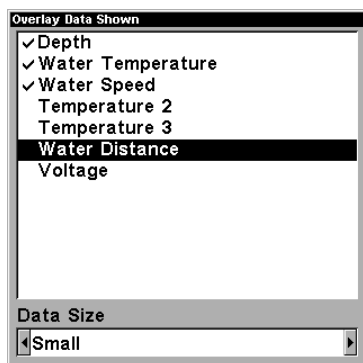 Overlay Data Shown
✓Depth
✓Water Temperature
✓Water Speed
Temperature 2
Temperature 3
Water Distance
Voltage
Data Size
Small